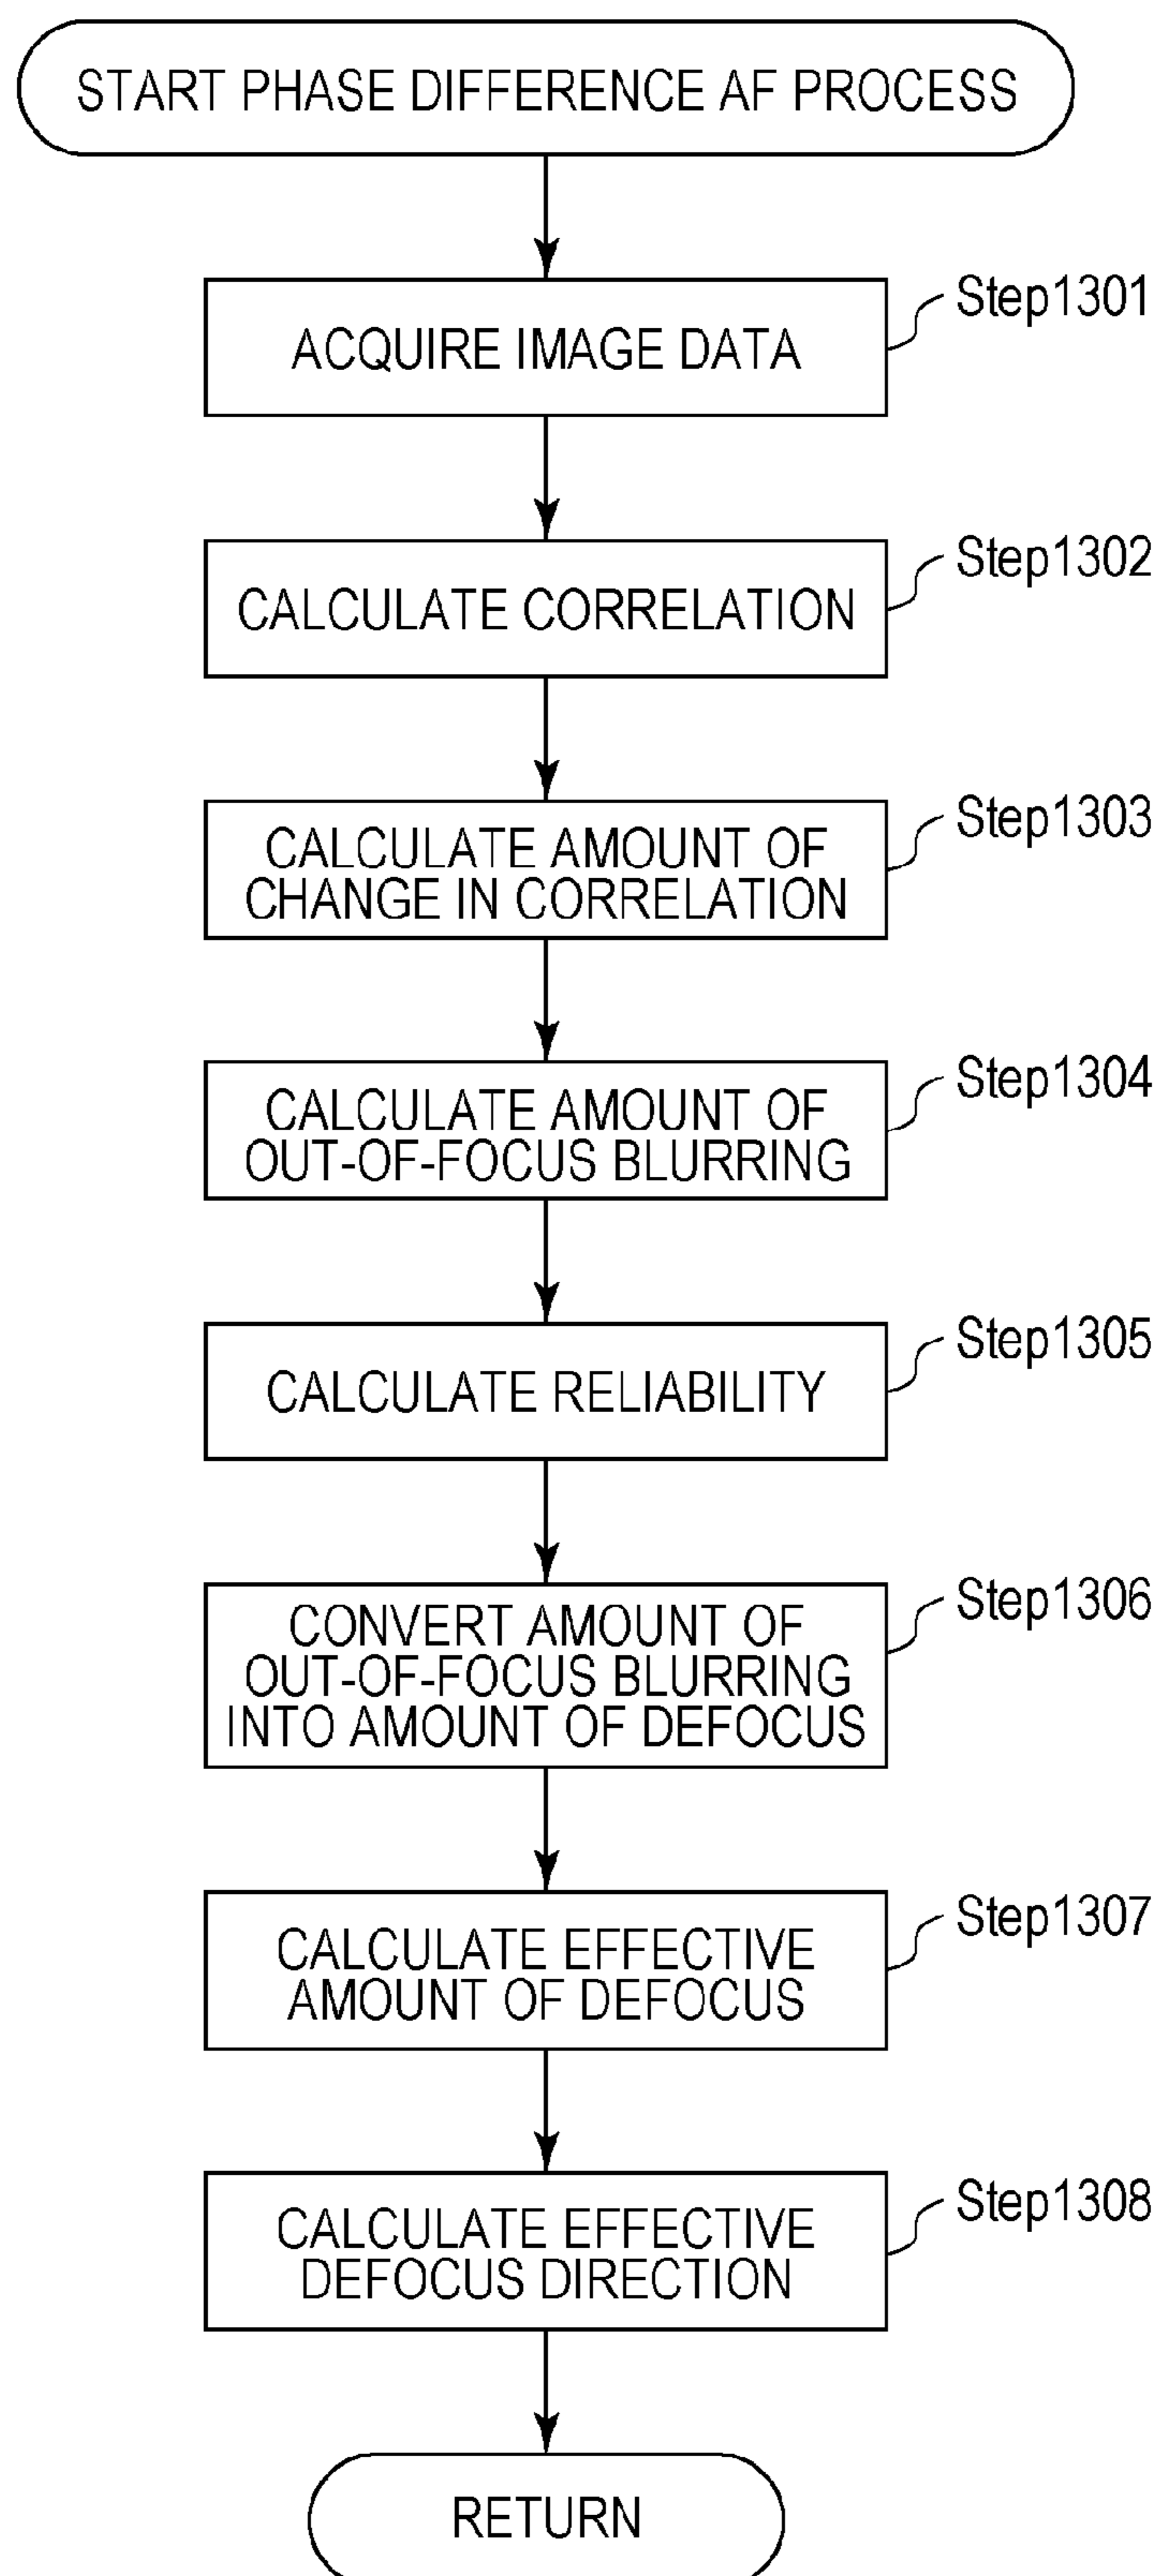 START PHASE DIFFERENCE AF PROCESS
Step1301
ACQUIRE IMAGE DATA
Step1302
CALCULATE CORRELATION
Step1303
CALCULATE AMOUNT OF
CHANGE IN CORRELATION
Step1304
CALCULATE AMOUNT OF
OUT-OF-FOCUS BLURRING
Step1305
CALCULATE RELIABILITY
Step1306
CONVERT AMOUNT OF
OUT-OF-FOCUS BLURRING
INTO AMOUNT OF DEFOCUS
Step1307
CALCULATE EFFECTIVE
AMOUNT OF DEFOCUS
Step1308
CALCULATE EFFECTIVE
DEFOCUS DIRECTION
RETURN